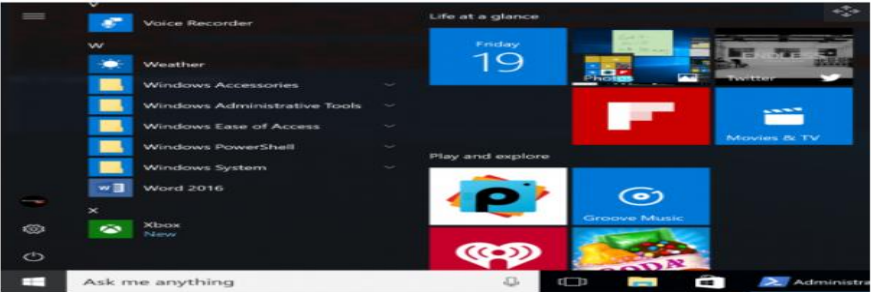 V
Voice Recorder
W
Weather
Windows Accessories
Windows Administrative Tools
Windows Ease of Access
Windows PowerShell
Windows System
Word 2016
X
Xbox
New
Life at a glance
Friday
19
Photos
Twitter
Movies & TV
Play and explore
Groove Music
SODA
Ask me anything
Administra